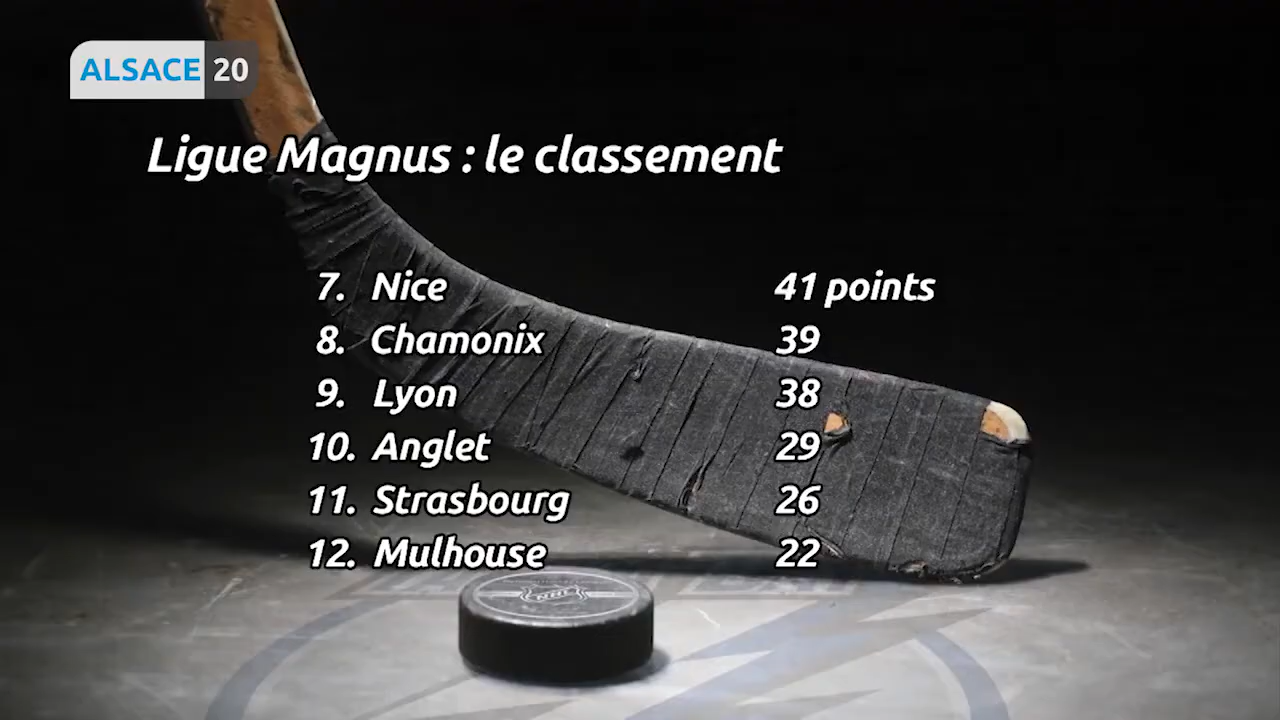 ALSACE 20
Ligue Magnus : le classement
7. Nice 41 points
8. Chamonix 39
9. Lyon 38
10. Anglet 29
11. Strasbourg 26
12. Mulhouse 22
NHL